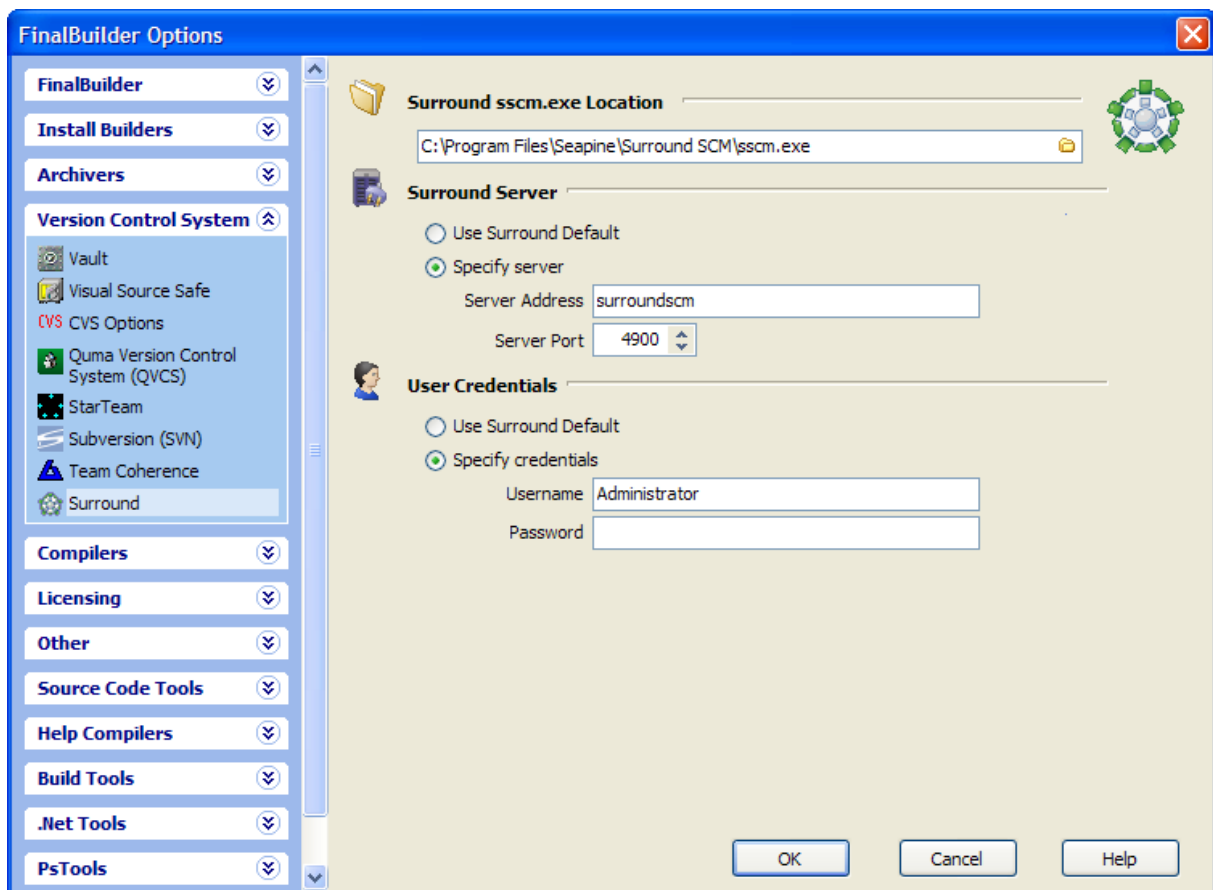 FinalBuilder Options
FinalBuilder
Install Builders
Archivers
Version Control System
Vault
Visual Source Safe
CVS CVS Options
Quma Version Control
System (QVCS)
StarTeam
Subversion (SVN)
Team Coherence
Surround
Compilers
Licensing
Other
Source Code Tools
Help Compilers
Build Tools
.Net Tools
PsTools
Surround sscm.exe Location
C:\Program Files\Seapine\Surround SCM\sscm.exe
Surround Server
Use Surround Default
Specify server
Server Address surroundscm
Server Port 4900
User Credentials
Use Surround Default
Specify credentials
Username Administrator
Password
OK Cancel Help